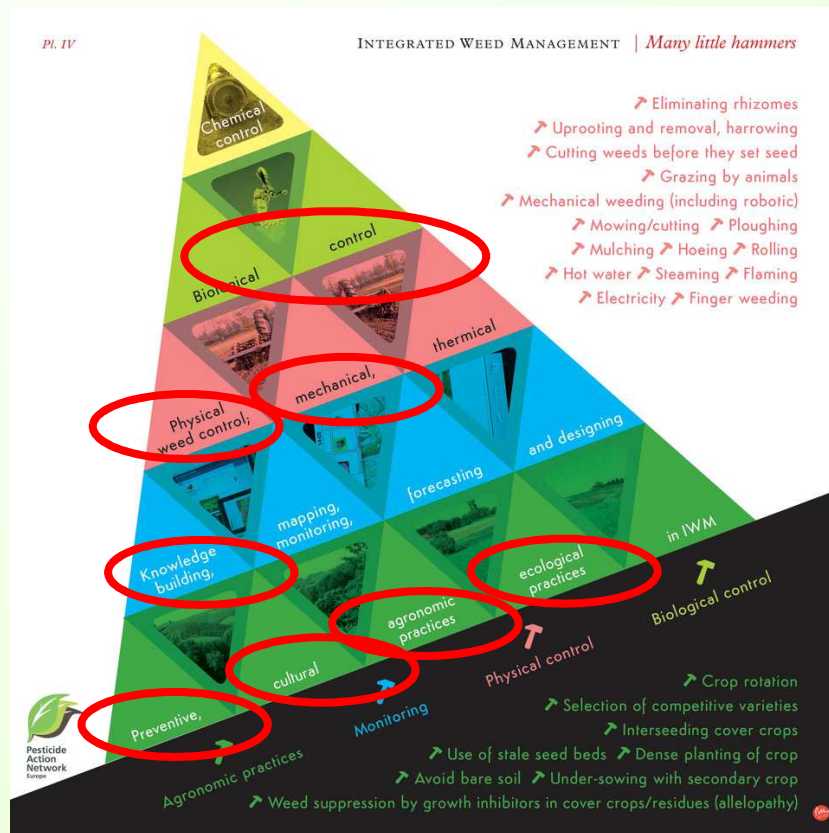 Pl. IV
INTEGRATED WEED MANAGEMENT | Many little hammers
Eliminating rhizomes
Uprooting and removal, harrowing
Cutting weeds before they set seed
Grazing by animals
Mechanical weeding (including robotic)
Mowing/cutting Ploughing
Mulching Hoeing Rolling
Hot water Steaming Flaming
Electricity Finger weeding
Chemical
control
Biological control
Physical
weed control;
mechanical,
thermical
Knowledge
building,
mapping,
monitoring,
forecasting
and designing
Preventive,
cultural
agronomic
practices
ecological
practices
in IWM
Agronomic practices
Monitoring
Physical control
Biological control
Crop rotation
Selection of competitive varieties
Interseeding cover crops
Use of stale seed beds Dense planting of crop
Avoid bare soil Under-sowing with secondary crop
Weed suppression by growth inhibitors in cover crops/residues (allelopathy)
Pesticide
Action
Network
Europe